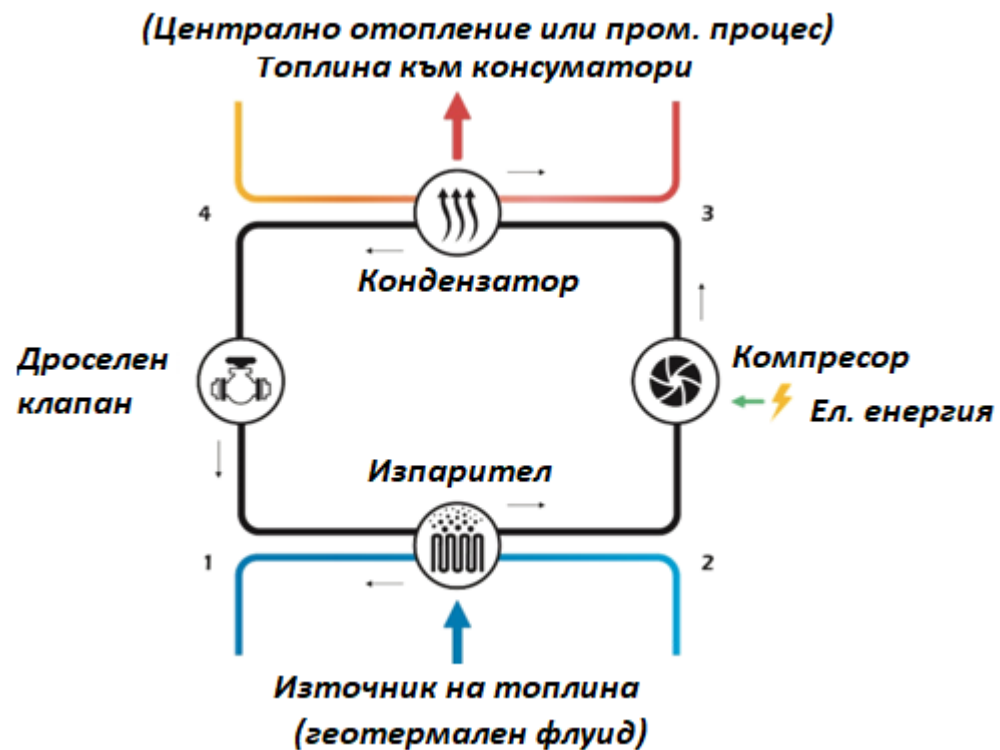 (Централно отопление или пром. процес)
Топлина към консуматори
4
3
Кондензатор
Дроселен
клапан
Компресор
Ел. енергия
Изпарител
1
2
Източник на топлина
(геотермален флуид)